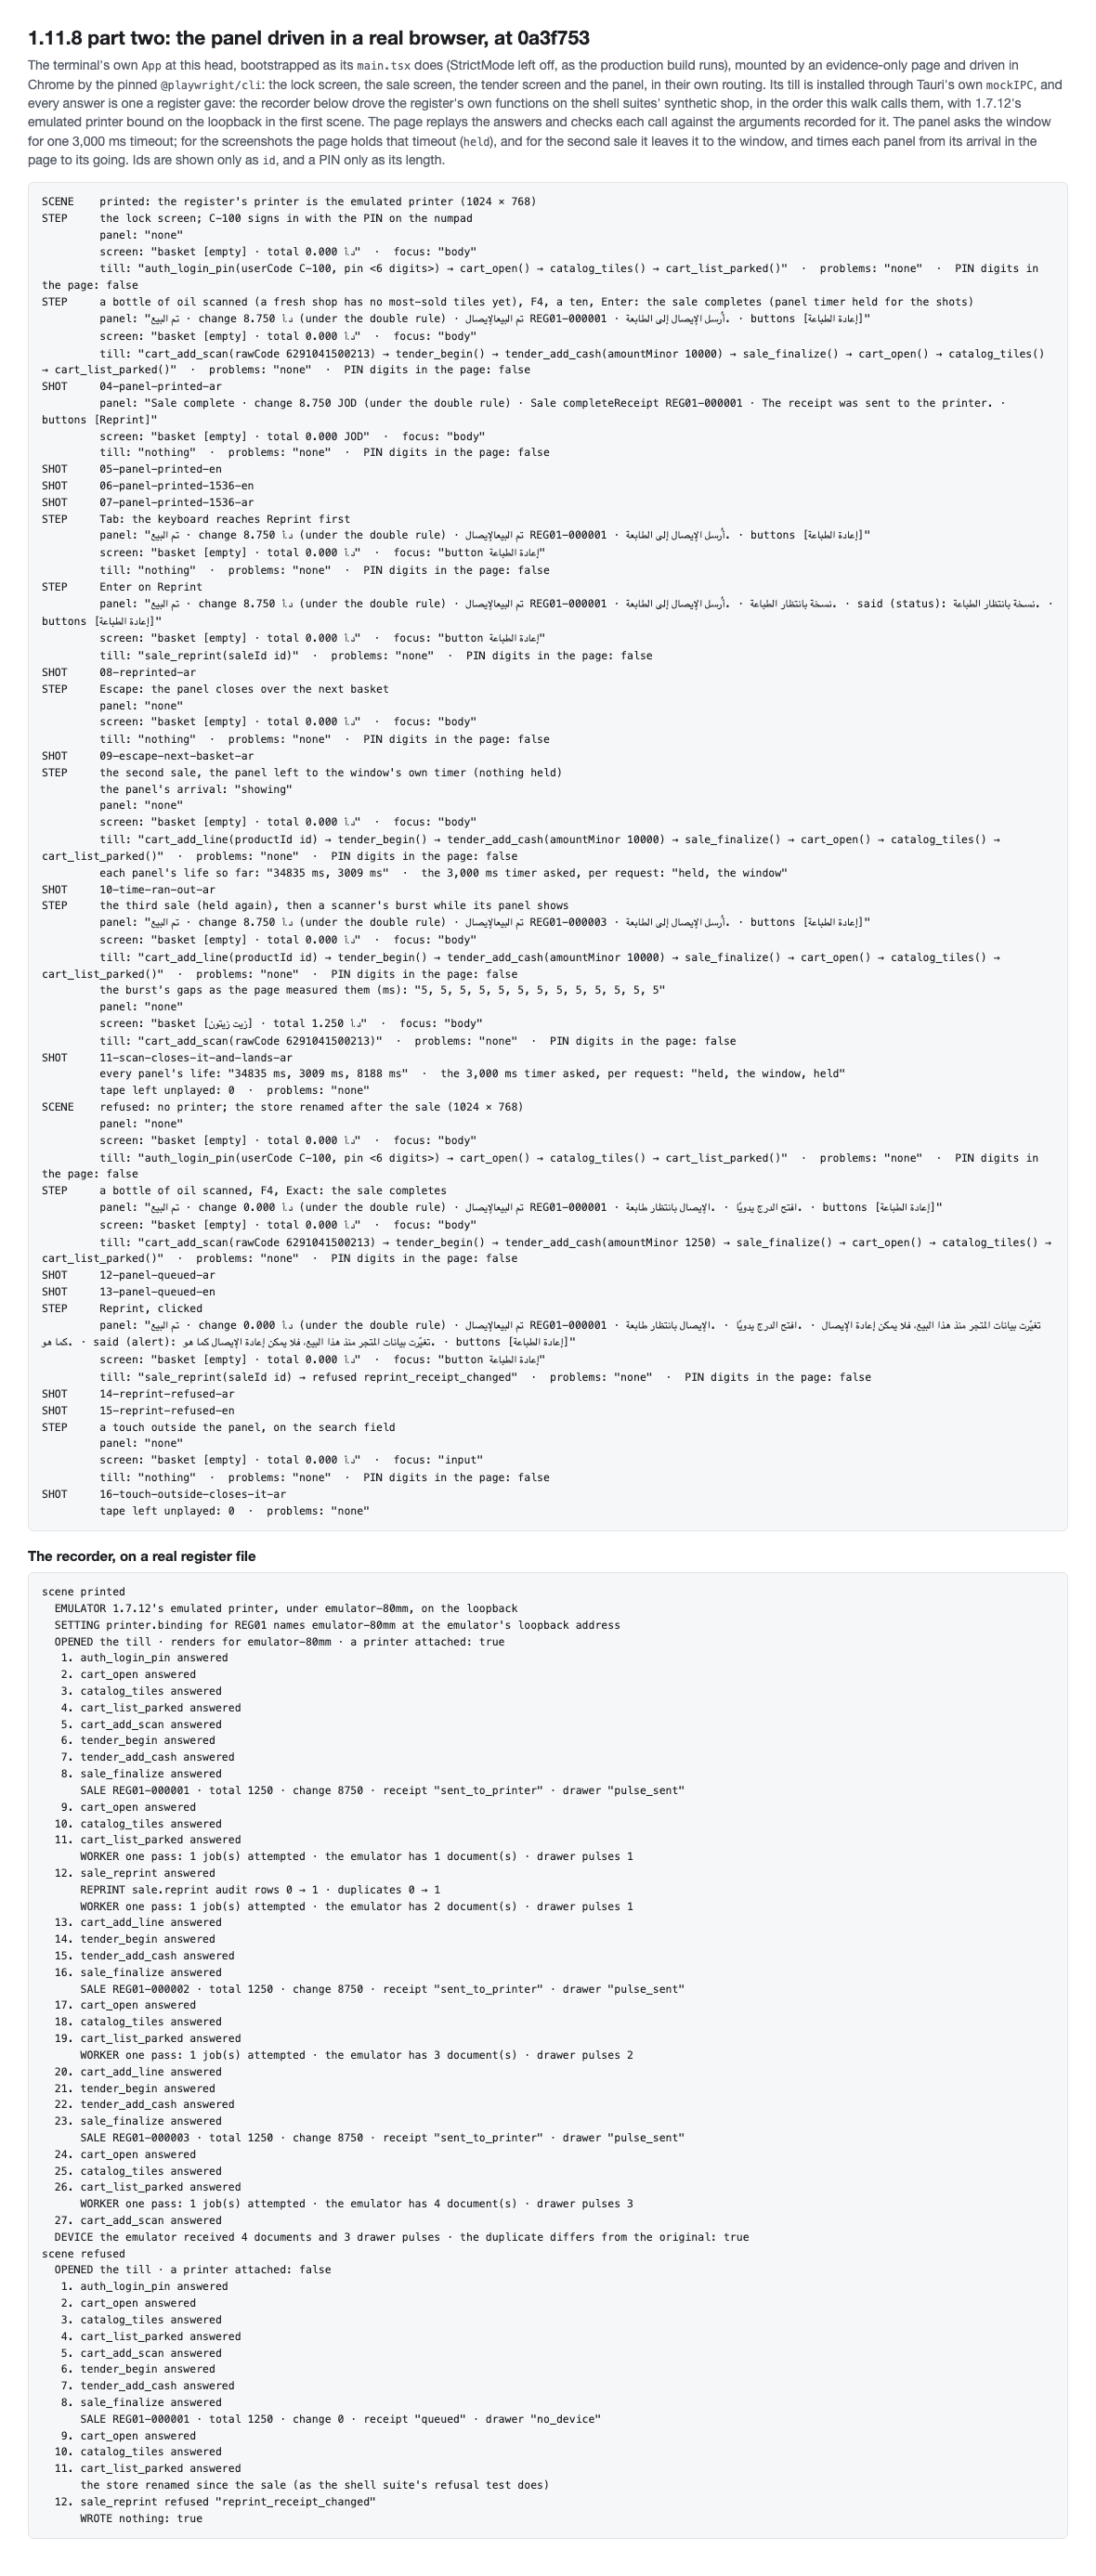 1.11.8 part two: the panel driven in a real browser, at 0a3f753
The terminal's own App at this head, bootstrapped as its main.tsx does (StrictMode left off, as the production build runs), mounted by an evidence-only page and driven in
Chrome by the pinned @playwright/cli: the lock screen, the sale screen, the tender screen and the panel, in their own routing. Its till is installed through Tauri's own mockIPC, and
every answer is one a register gave: the recorder below drove the register's own functions on the shell suites' synthetic shop, in the order this walk calls them, with 1.7.12's
emulated printer bound on the loopback in the first scene. The page replays the answers and checks each call against the arguments recorded for it. The panel asks the window
for one 3,000 ms timeout; for the screenshots the page holds that timeout (held), and for the second sale it leaves it to the window, and times each panel from its arrival in the
page to its going. Ids are shown only as id, and a PIN only as its length.
SCENE printed: the register's printer is the emulated printer (1024 × 768)
STEP the lock screen; C-100 signs in with the PIN on the numpad
panel: "none"
screen: "basket [empty] · total 0.000 د.أ" · focus: "body"
till: "auth_login_pin(userCode C-100, pin <6 digits>) → cart_open() → catalog_tiles() → cart_list_parked()" · problems: "none" · PIN digits in
the page: false
STEP a bottle of oil scanned (a fresh shop has no most-sold tiles yet), F4, a ten, Enter: the sale completes (panel timer held for the shots)
panel: "تم البيع · change 8.750 د.أ (under the double rule) · تم البيعالإيصال REG01-000001 · أُرسل الإيصال إلى الطابعة. · buttons [إعادة الطباعة]"
screen: "basket [empty] · total 0.000 د.أ" · focus: "body"
till: "cart_add_scan(rawCode 6291041500213) → tender_begin() → tender_add_cash(amountMinor 10000) → sale_finalize() → cart_open() → catalog_tiles()
→ cart_list_parked()" · problems: "none" · PIN digits in the page: false
SHOT 04-panel-printed-ar
panel: "Sale complete · change 8.750 JOD (under the double rule) · Sale completeReceipt REG01-000001 · The receipt was sent to the printer. ·
buttons [Reprint]"
screen: "basket [empty] · total 0.000 JOD" · focus: "body"
till: "nothing" · problems: "none" · PIN digits in the page: false
SHOT 05-panel-printed-en
SHOT 06-panel-printed-1536-en
SHOT 07-panel-printed-1536-ar
STEP Tab: the keyboard reaches Reprint first
panel: "تم البيع · change 8.750 د.أ (under the double rule) · تم البيعالإيصال REG01-000001 · أُرسل الإيصال إلى الطابعة. · buttons [إعادة الطباعة]"
screen: "basket [empty] · total 0.000 د.أ" · focus: "button إعادة الطباعة"
till: "nothing" · problems: "none" · PIN digits in the page: false
STEP Enter on Reprint
panel: "تم البيع · change 8.750 د.أ (under the double rule) · تم البيعالإيصال REG01-000001 · أُرسل الإيصال إلى الطابعة. · نسخة بانتظار الطباعة. · said (status): نسخة بانتظار الطباعة. ·
buttons [إعادة الطباعة]"
screen: "basket [empty] · total 0.000 د.أ" · focus: "button إعادة الطباعة"
till: "sale_reprint(saleId id)" · problems: "none" · PIN digits in the page: false
SHOT 08-reprinted-ar
STEP Escape: the panel closes over the next basket
panel: "none"
screen: "basket [empty] · total 0.000 د.أ" · focus: "body"
till: "nothing" · problems: "none" · PIN digits in the page: false
SHOT 09-escape-next-basket-ar
STEP the second sale, the panel left to the window's own timer (nothing held)
the panel's arrival: "showing"
panel: "none"
screen: "basket [empty] · total 0.000 د.أ" · focus: "body"
till: "cart_add_line(productId id) → tender_begin() → tender_add_cash(amountMinor 10000) → sale_finalize() → cart_open() → catalog_tiles() →
cart_list_parked()" · problems: "none" · PIN digits in the page: false
each panel's life so far: "34835 ms, 3009 ms" · the 3,000 ms timer asked, per request: "held, the window"
SHOT 10-time-ran-out-ar
STEP the third sale (held again), then a scanner's burst while its panel shows
panel: "تم البيع · change 8.750 د.أ (under the double rule) · تم البيعالإيصال REG01-000003 · أُرسل الإيصال إلى الطابعة. · buttons [إعادة الطباعة]"
screen: "basket [empty] · total 0.000 د.أ" · focus: "body"
till: "cart_add_line(productId id) → tender_begin() → tender_add_cash(amountMinor 10000) → sale_finalize() → cart_open() → catalog_tiles() →
cart_list_parked()" · problems: "none" · PIN digits in the page: false
the burst's gaps as the page measured them (ms): "5, 5, 5, 5, 5, 5, 5, 5, 5, 5, 5, 5, 5"
panel: "none"
screen: "basket [زيت زيتون] · total 1.250 د.أ" · focus: "body"
till: "cart_add_scan(rawCode 6291041500213)" · problems: "none" · PIN digits in the page: false
SHOT 11-scan-closes-it-and-lands-ar
every panel's life: "34835 ms, 3009 ms, 8188 ms" · the 3,000 ms timer asked, per request: "held, the window, held"
tape left unplayed: 0 · problems: "none"
SCENE refused: no printer; the store renamed after the sale (1024 × 768)
panel: "none"
screen: "basket [empty] · total 0.000 د.أ" · focus: "body"
till: "auth_login_pin(userCode C-100, pin <6 digits>) → cart_open() → catalog_tiles() → cart_list_parked()" · problems: "none" · PIN digits in
the page: false
STEP a bottle of oil scanned, F4, Exact: the sale completes
panel: "تم البيع · change 0.000 د.أ (under the double rule) · تم البيعالإيصال REG01-000001 · الإيصال بانتظار طابعة. · افتح الدرج يدويًا. · buttons [إعادة الطباعة]"
screen: "basket [empty] · total 0.000 د.أ" · focus: "body"
till: "cart_add_scan(rawCode 6291041500213) → tender_begin() → tender_add_cash(amountMinor 1250) → sale_finalize() → cart_open() → catalog_tiles() →
cart_list_parked()" · problems: "none" · PIN digits in the page: false
SHOT 12-panel-queued-ar
SHOT 13-panel-queued-en
STEP Reprint, clicked
panel: "تم البيع · change 0.000 د.أ (under the double rule) · تم البيعالإيصال REG01-000001 · الإيصال بانتظار طابعة. · افتح الدرج يدويًا. · تغيّرت بيانات المتجر منذ هذا البيع، فلا يمكن إعادة الإيصال
كما هو. · said (alert): تغيّرت بيانات المتجر منذ هذا البيع، فلا يمكن إعادة الإيصال كما هو. · buttons [إعادة الطباعة]"
screen: "basket [empty] · total 0.000 د.أ" · focus: "button إعادة الطباعة"
till: "sale_reprint(saleId id) → refused reprint_receipt_changed" · problems: "none" · PIN digits in the page: false
SHOT 14-reprint-refused-ar
SHOT 15-reprint-refused-en
STEP a touch outside the panel, on the search field
panel: "none"
screen: "basket [empty] · total 0.000 د.أ" · focus: "input"
till: "nothing" · problems: "none" · PIN digits in the page: false
SHOT 16-touch-outside-closes-it-ar
tape left unplayed: 0 · problems: "none"
The recorder, on a real register file
scene printed
EMULATOR 1.7.12's emulated printer, under emulator-80mm, on the loopback
SETTING printer.binding for REG01 names emulator-80mm at the emulator's loopback address
OPENED the till · renders for emulator-80mm · a printer attached: true
1. auth_login_pin answered
2. cart_open answered
3. catalog_tiles answered
4. cart_list_parked answered
5. cart_add_scan answered
6. tender_begin answered
7. tender_add_cash answered
8. sale_finalize answered
SALE REG01-000001 · total 1250 · change 8750 · receipt "sent_to_printer" · drawer "pulse_sent"
9. cart_open answered
10. catalog_tiles answered
11. cart_list_parked answered
WORKER one pass: 1 job(s) attempted · the emulator has 1 document(s) · drawer pulses 1
12. sale_reprint answered
REPRINT sale.reprint audit rows 0 → 1 · duplicates 0 → 1
WORKER one pass: 1 job(s) attempted · the emulator has 2 document(s) · drawer pulses 1
13. cart_add_line answered
14. tender_begin answered
15. tender_add_cash answered
16. sale_finalize answered
SALE REG01-000002 · total 1250 · change 8750 · receipt "sent_to_printer" · drawer "pulse_sent"
17. cart_open answered
18. catalog_tiles answered
19. cart_list_parked answered
WORKER one pass: 1 job(s) attempted · the emulator has 3 document(s) · drawer pulses 2
20. cart_add_line answered
21. tender_begin answered
22. tender_add_cash answered
23. sale_finalize answered
SALE REG01-000003 · total 1250 · change 8750 · receipt "sent_to_printer" · drawer "pulse_sent"
24. cart_open answered
25. catalog_tiles answered
26. cart_list_parked answered
WORKER one pass: 1 job(s) attempted · the emulator has 4 document(s) · drawer pulses 3
27. cart_add_scan answered
DEVICE the emulator received 4 documents and 3 drawer pulses · the duplicate differs from the original: true
scene refused
OPENED the till · a printer attached: false
1. auth_login_pin answered
2. cart_open answered
3. catalog_tiles answered
4. cart_list_parked answered
5. cart_add_scan answered
6. tender_begin answered
7. tender_add_cash answered
8. sale_finalize answered
SALE REG01-000001 · total 1250 · change 0 · receipt "queued" · drawer "no_device"
9. cart_open answered
10. catalog_tiles answered
11. cart_list_parked answered
the store renamed since the sale (as the shell suite's refusal test does)
12. sale_reprint refused "reprint_receipt_changed"
WROTE nothing: true